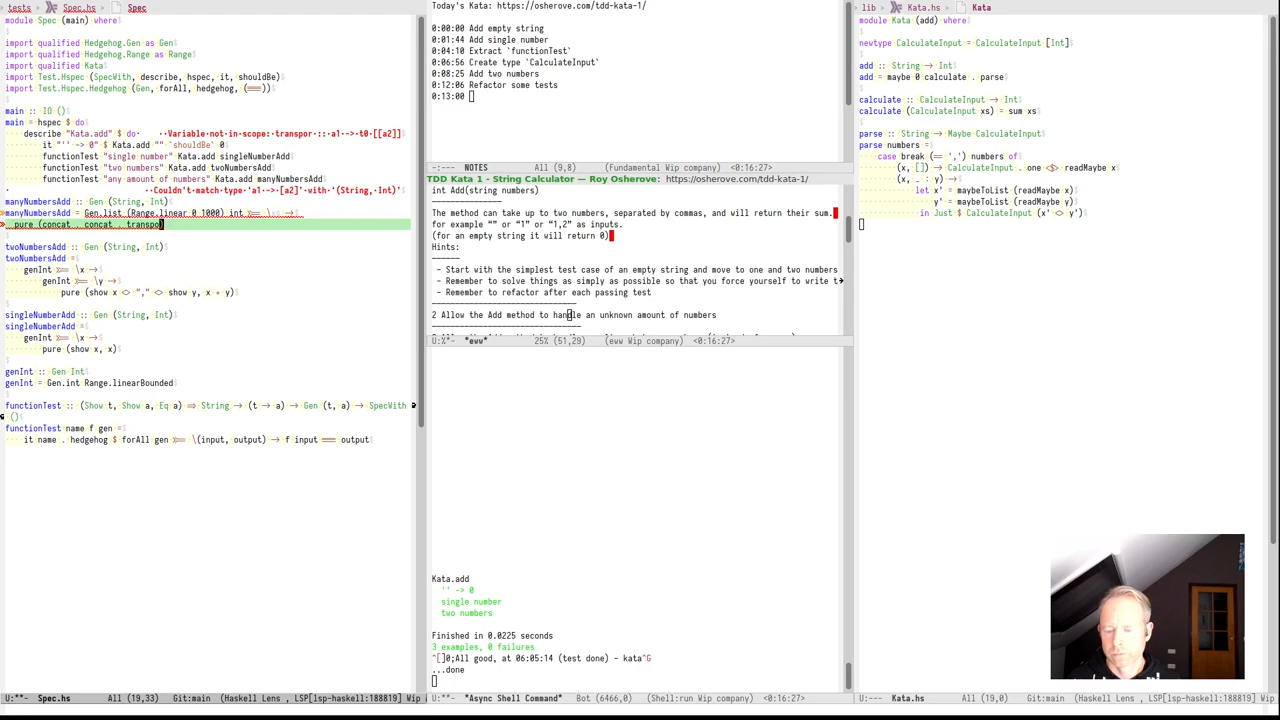 tests > Spec.hs > Spec
module Spec (main) where
import qualified Hedgehog.Gen as Gen
import qualified Hedgehog.Range as Range
import qualified Kata
import Test.Hspec (SpecWith, describe, hspec, it, shouldBe)
import Test.Hspec.Hedgehog (Gen, forAll, hedgehog, (===))
main :: IO ()
main = hspec $ do
describe "Kata.add" $ do Variable not in scope: transpo :: a1 -> t0 [[a2]]
it "'' -> 0" $ Kata.add "" `shouldBe` 0
functionTest "single number" Kata.add singleNumberAdd
functionTest "two numbers" Kata.add twoNumbersAdd
functionTest "any amount of numbers" Kata.add manyNumbersAdd
Couldn't match type 'a1 -> [a2]' with '(String, Int)'
manyNumbersAdd :: Gen (String, Int)
manyNumbersAdd = Gen.list (Range.linear 0 1000) int >>= \xs ->
pure (concat . concat . transpo)
twoNumbersAdd :: Gen (String, Int)
twoNumbersAdd =
genInt >>= \x ->
genInt >>= \y ->
pure (show x <> "," <> show y, x + y)
singleNumberAdd :: Gen (String, Int)
singleNumberAdd =
genInt >>= \x ->
pure (show x, x)
genInt :: Gen Int
genInt = Gen.int Range.linearBounded
functionTest :: (Show t, Show a, Eq a) => String -> (t -> a) -> Gen (t, a) -> SpecWith
()
functionTest name f gen =
it name . hedgehog $ forAll gen >>= \(input, output) -> f input === output
U:**- Spec.hs All (19,33) Git:main (Haskell Lens , LSP[lsp-haskell:188819] Wip
Today's Kata: https://osherove.com/tdd-kata-1/
0:00:00 Add empty string
0:01:44 Add single number
0:04:10 Extract `functionTest`
0:06:56 Create type `CalculateInput`
0:08:25 Add two numbers
0:12:06 Refactor some tests
0:13:00
-:--- NOTES All (9,8) (Fundamental Wip company) <0:16:27>
TDD Kata 1 - String Calculator — Roy Osherove: https://osherove.com/tdd-kata-1/
int Add(string numbers)
The method can take up to two numbers, separated by commas, and will return their sum.
for example “” or “1” or “1,2” as inputs.
(for an empty string it will return 0)
Hints:
------
- Start with the simplest test case of an empty string and move to one and two numbers
- Remember to solve things as simply as possible so that you force yourself to write t
- Remember to refactor after each passing test
2 Allow the Add method to handle an unknown amount of numbers
U:%*- *eww* 25% (51,29) (eww Wip company) <0:16:27>
Kata.add
'' -> 0
single number
two numbers
Finished in 0.0225 seconds
3 examples, 0 failures
^[]0;All good, at 06:05:14 (test done) - kata^G
...done
U:**- *Async Shell Command* Bot (6466,0) (Shell:run Wip company) <0:16:27>
lib > Kata.hs > Kata
module Kata (add) where
newtype CalculateInput = CalculateInput [Int]
add :: String -> Int
add = maybe 0 calculate . parse
calculate :: CalculateInput -> Int
calculate (CalculateInput xs) = sum xs
parse :: String -> Maybe CalculateInput
parse numbers =
case break (== ',') numbers of
(x, []) -> CalculateInput . one <$> readMaybe x
(x, _ : y) ->
let x' = maybeToList (readMaybe x)
y' = maybeToList (readMaybe y)
in Just $ CalculateInput (x' <> y')
U:--- Kata.hs All (19,0) Git:main (Haskell Lens , LSP[lsp-haskell:188819] Wip